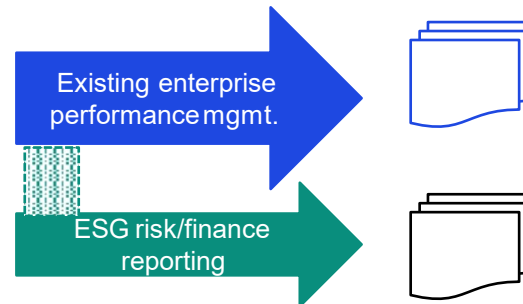 Existing enterprise
performance mgmt.
ESG risk/finance
reporting